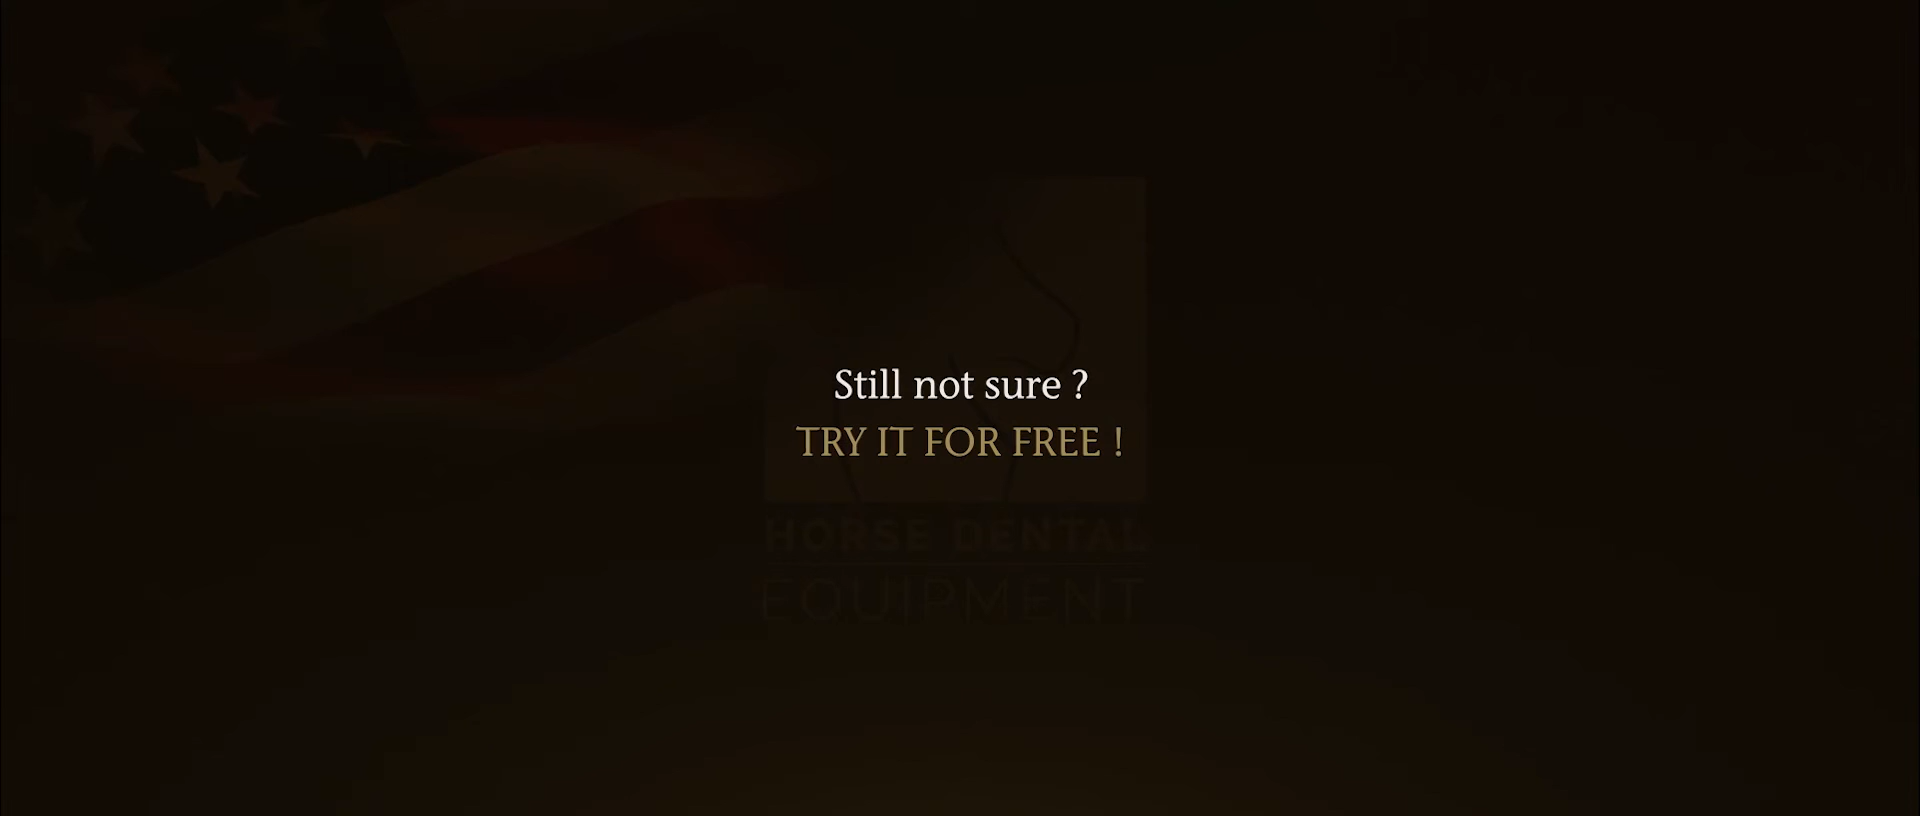 Still not sure ?
TRY IT FOR FREE !
HORSE DENTAL
EQUIPMENT